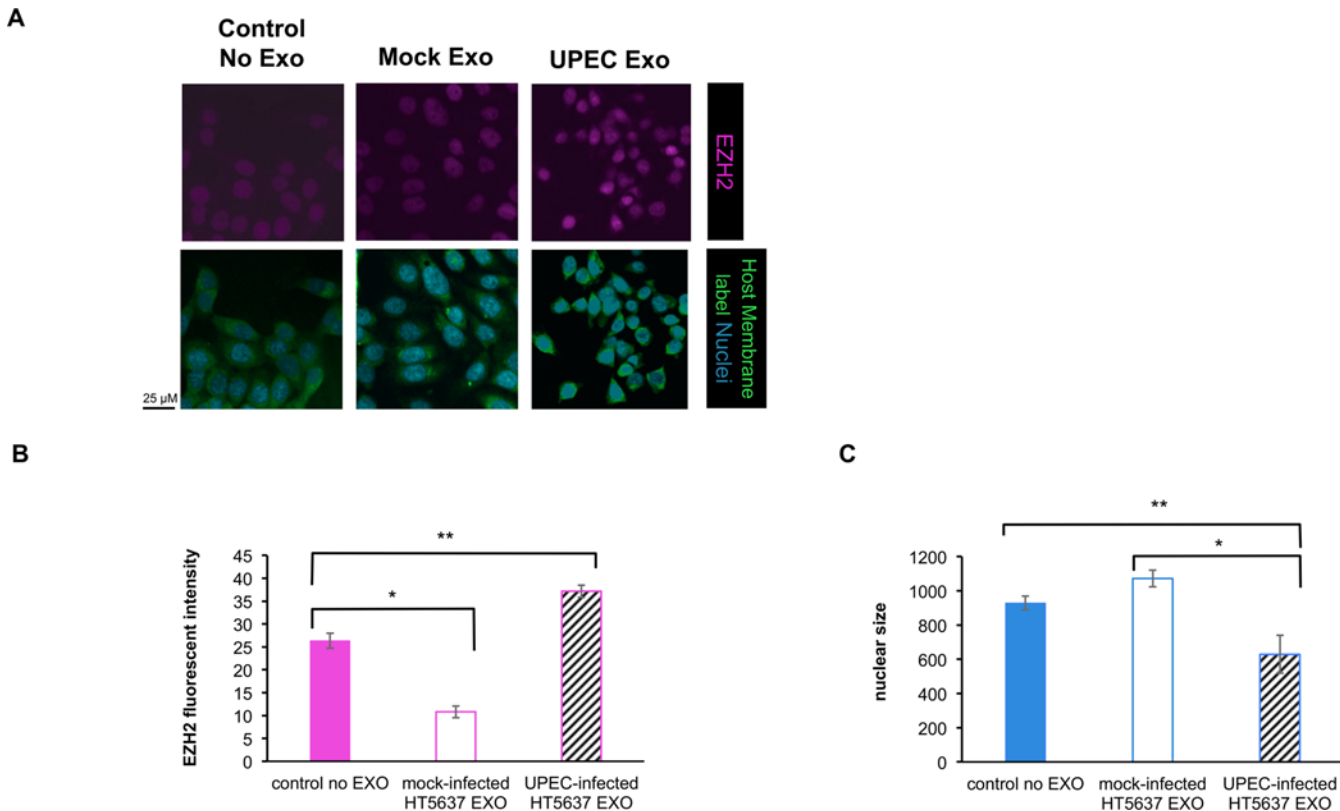 A
Control
No Exo
Mock Exo
UPEC Exo
EZH2
Host Membrane
label Nuclei
25 µM
B
EZH2 fluorescent intensity
45
40
35
30
25
20
15
10
5
0
**
*
control no EXO
mock-infected
HT5637 EXO
UPEC-infected
HT5637 EXO
C
nuclear size
1200
1000
800
600
400
200
0
**
*
control no EXO
mock-infected
HT5637 EXO
UPEC-infected
HT5637 EXO